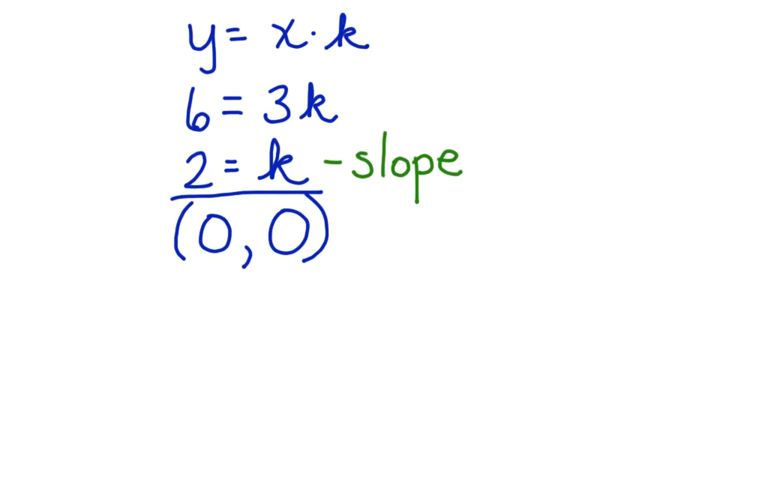 y = x · k
6 = 3k
2 = k - slope
(0, 0)